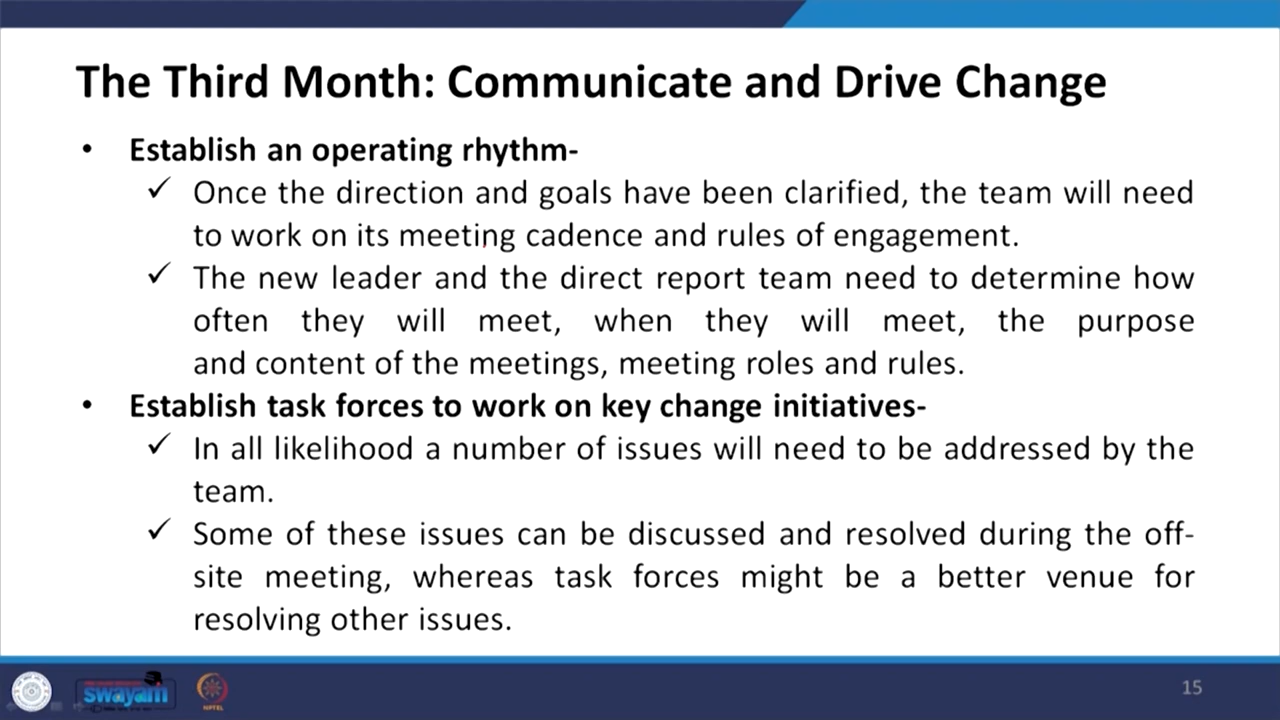 The Third Month: Communicate and Drive Change
• Establish an operating rhythm-
✓ Once the direction and goals have been clarified, the team will need
to work on its meeting cadence and rules of engagement.
✓ The new leader and the direct report team need to determine how
often they will meet, when they will meet, the purpose
and content of the meetings, meeting roles and rules.
• Establish task forces to work on key change initiatives-
✓ In all likelihood a number of issues will need to be addressed by the
team.
✓ Some of these issues can be discussed and resolved during the off-
site meeting, whereas task forces might be a better venue for
resolving other issues.
swayam
NPTEL
15